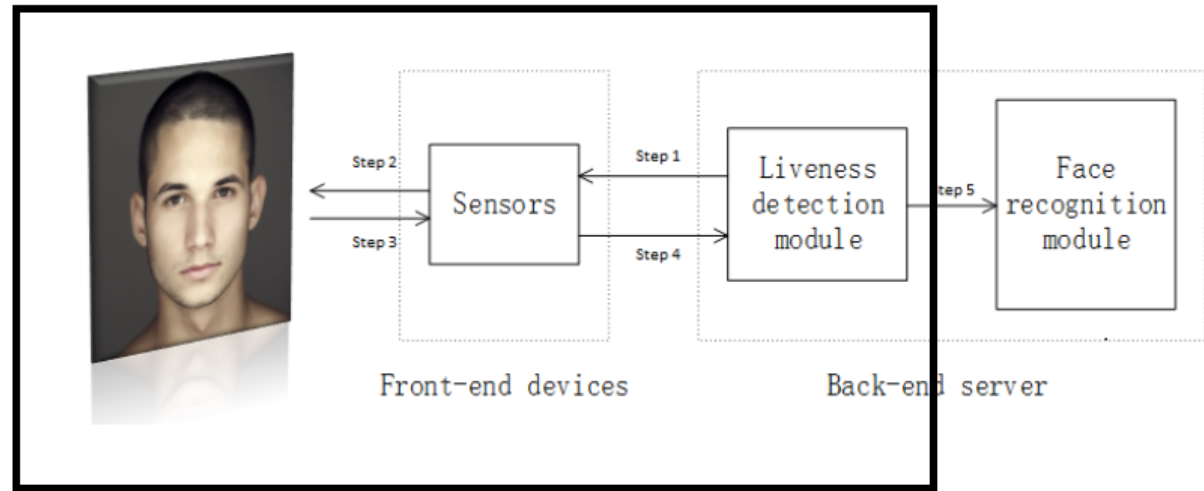 Step 2
Step 3
Sensors
Step 1
Step 4
Liveness
detection
module
tep 5
Face
recognition
module
Front-end devices
Back-end server